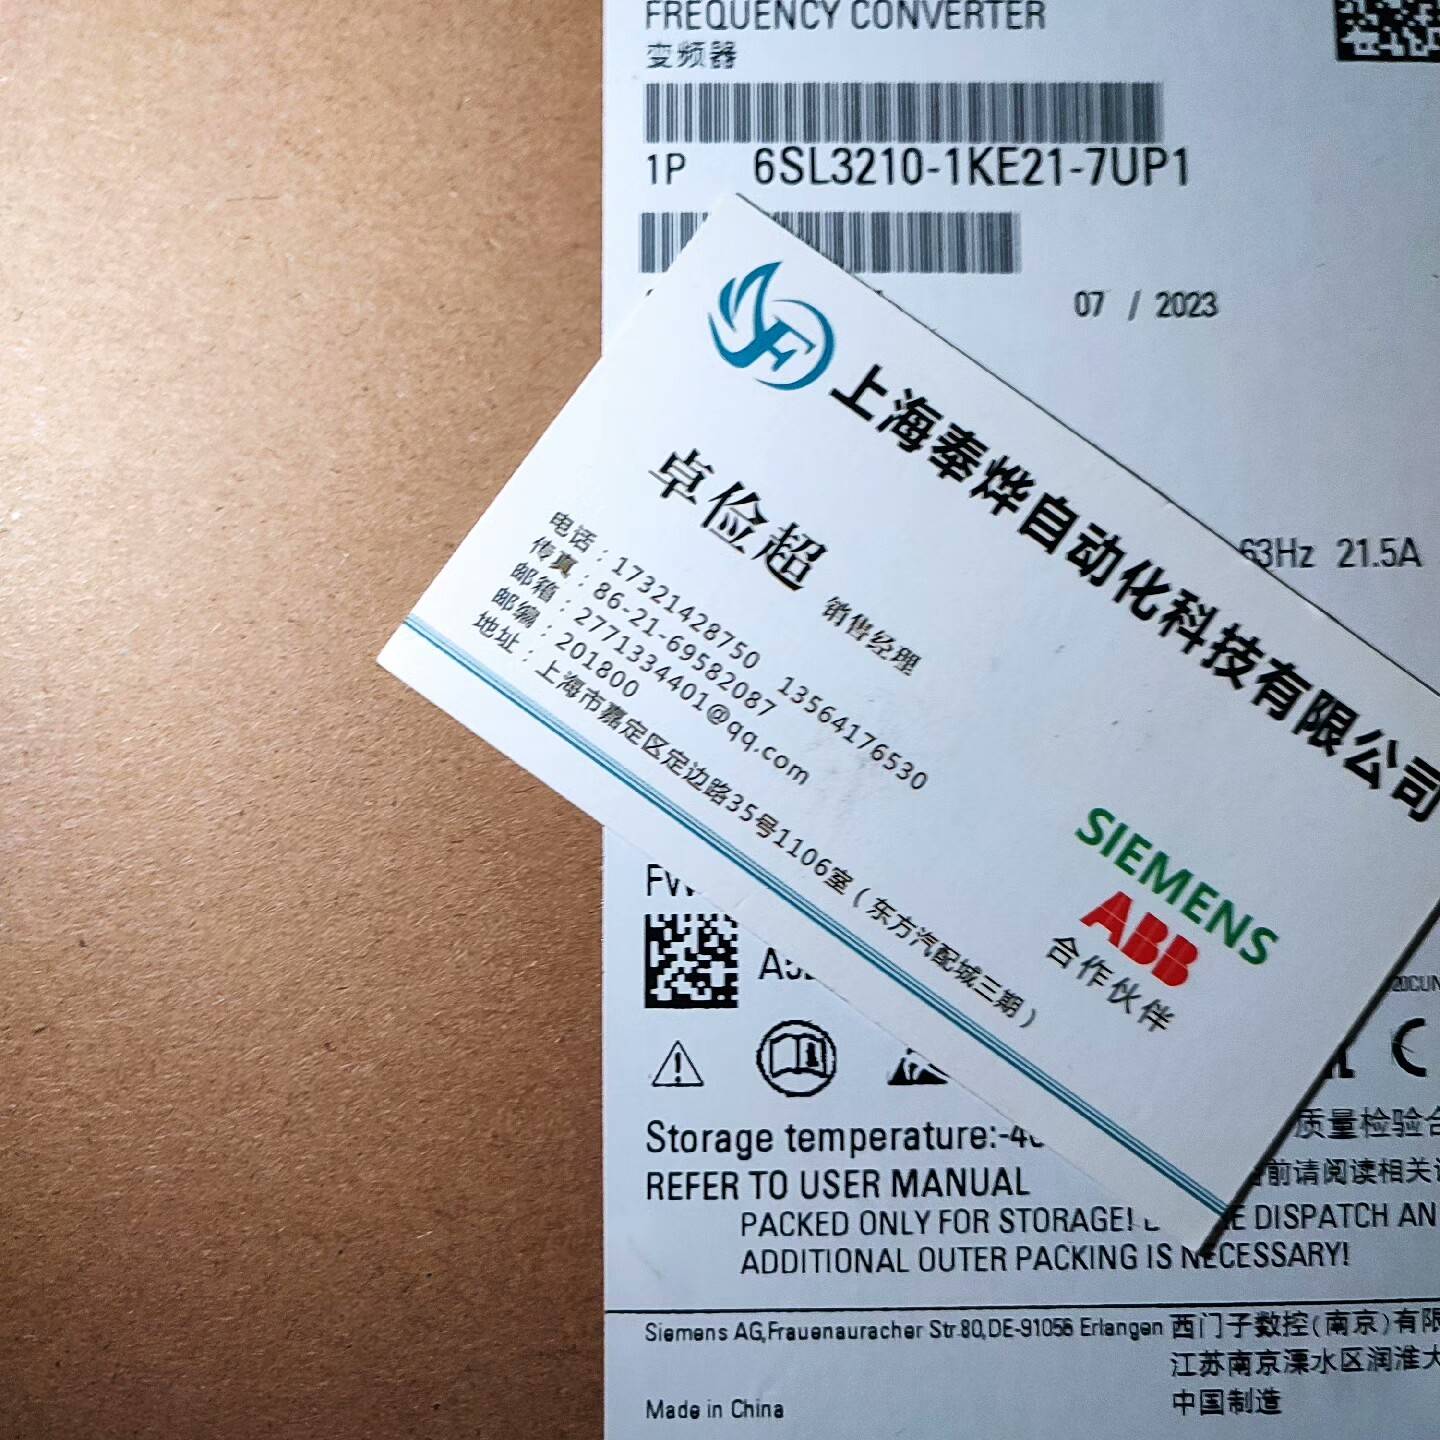 FREQUENCY CONVERTER
变频器
1P 6SL3210-1KE21-7UP1
07 / 2023
上海奉烨自动化科技有限公司
卓俭超 销售经理
电话：17321428750 13564176530
传真：86-21-69582087
邮箱：2771334401@qq.com
邮编：201800
地址：上海市嘉定区定边路35号1106室（东方汽配城三期）
SIEMENS
ABB
合作伙伴
63Hz 21.5A
Storage temperature:-40
REFER TO USER MANUAL
质量检验合
前请阅读相关
PACKED ONLY FOR STORAGE! E DISPATCH AN
ADDITIONAL OUTER PACKING IS NECESSARY!
Siemens AG,Frauenauracher Str.80,DE-91056 Erlangen 西门子数控(南京)有限
江苏南京溧水区润淮大
Made in China 中国制造